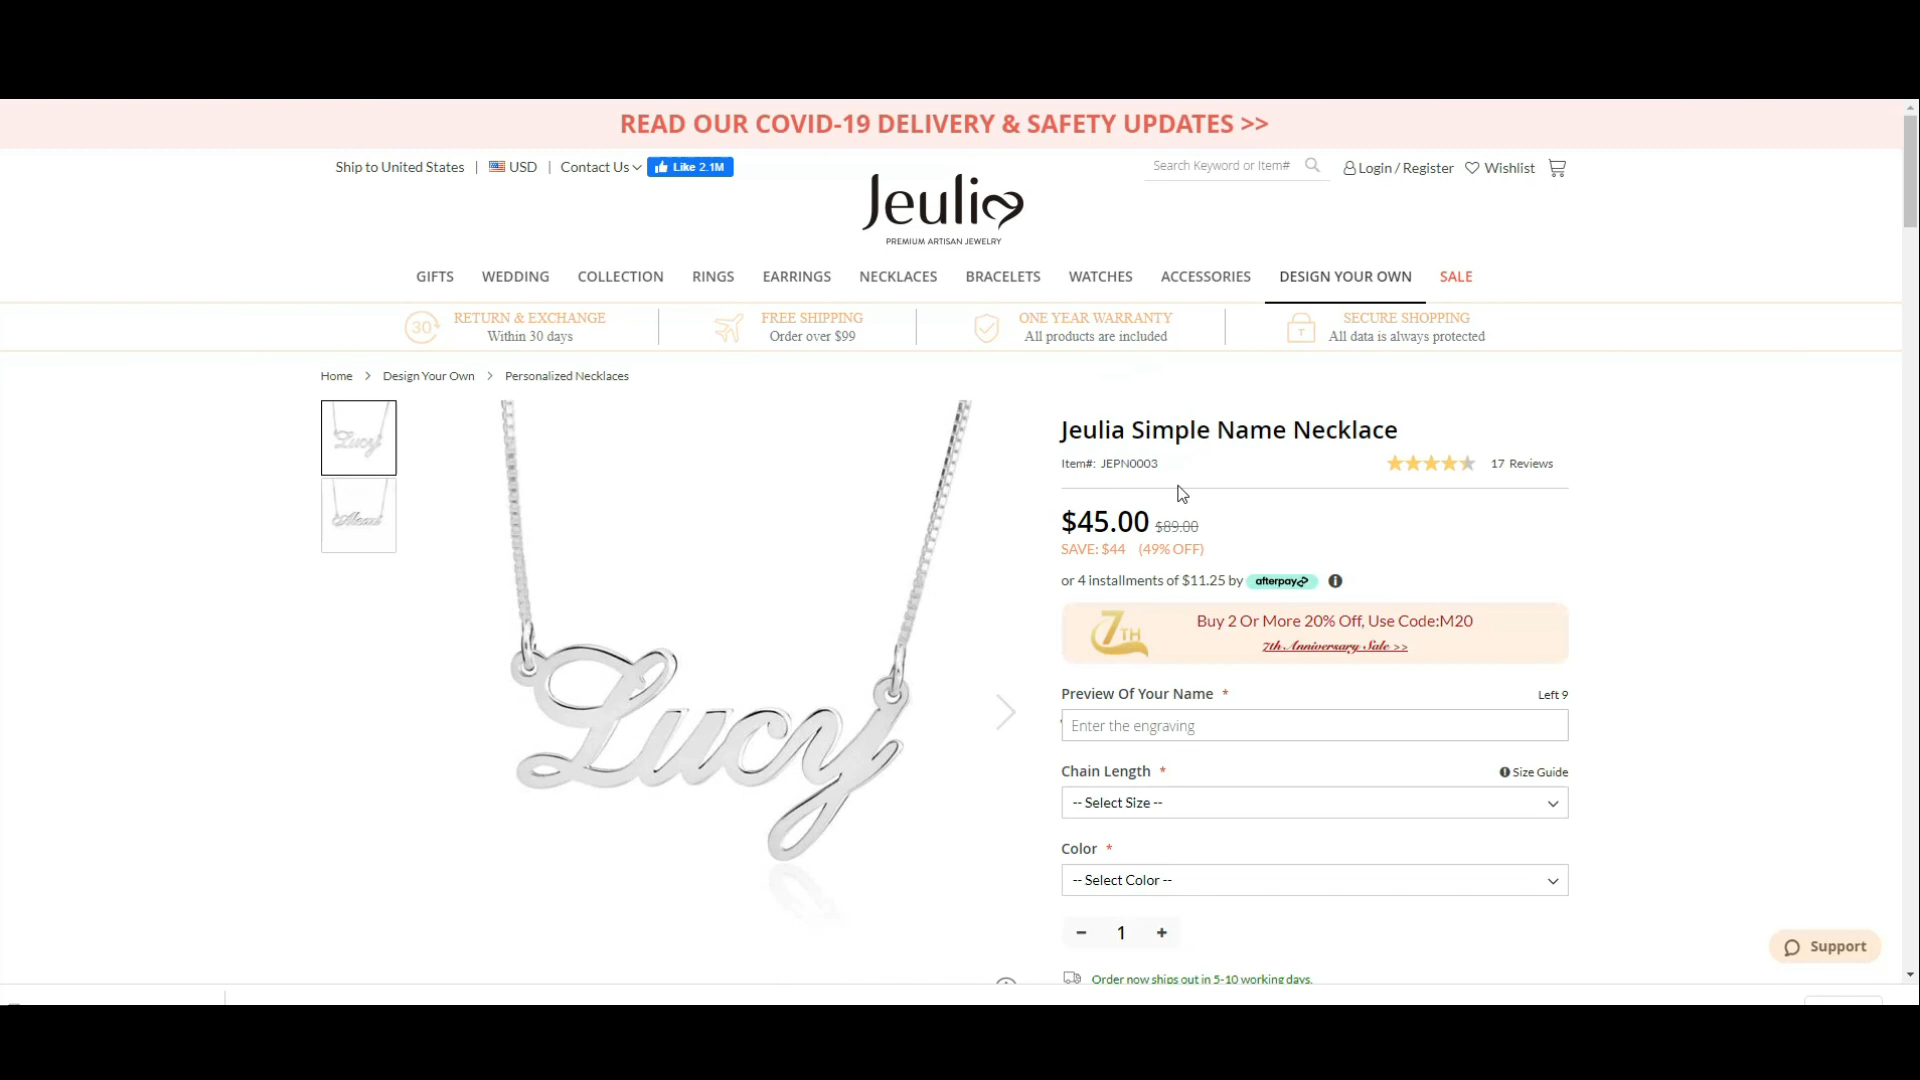 READ OUR COVID-19 DELIVERY & SAFETY UPDATES >>
Ship to United States | USD | Contact Us Like 2.1M
Search Keyword or Item# Login / Register Wishlist
Jeulia
PREMIUM ARTISAN JEWELRY
GIFTS WEDDING COLLECTION RINGS EARRINGS NECKLACES BRACELETS WATCHES ACCESSORIES DESIGN YOUR OWN SALE
30 RETURN & EXCHANGE FREE SHIPPING ONE YEAR WARRANTY T SECURE SHOPPING
Within 30 days Order over $99 All products are included All data is always protected
Home > Design Your Own > Personalized Necklaces
Lucy
Alexa
Lucy
Jeulia Simple Name Necklace
Item#: JEPN0003 17 Reviews
$45.00 $89.00
SAVE: $44 (49% OFF)
or 4 installments of $11.25 by afterpay
7TH
Buy 2 Or More 20% Off, Use Code:M20
7th Anniversary Sale >>
Preview Of Your Name * Left 9
Enter the engraving
Chain Length * Size Guide
-- Select Size --
Color *
-- Select Color --
- 1 +
Order now ships out in 5-10 working days.
Support